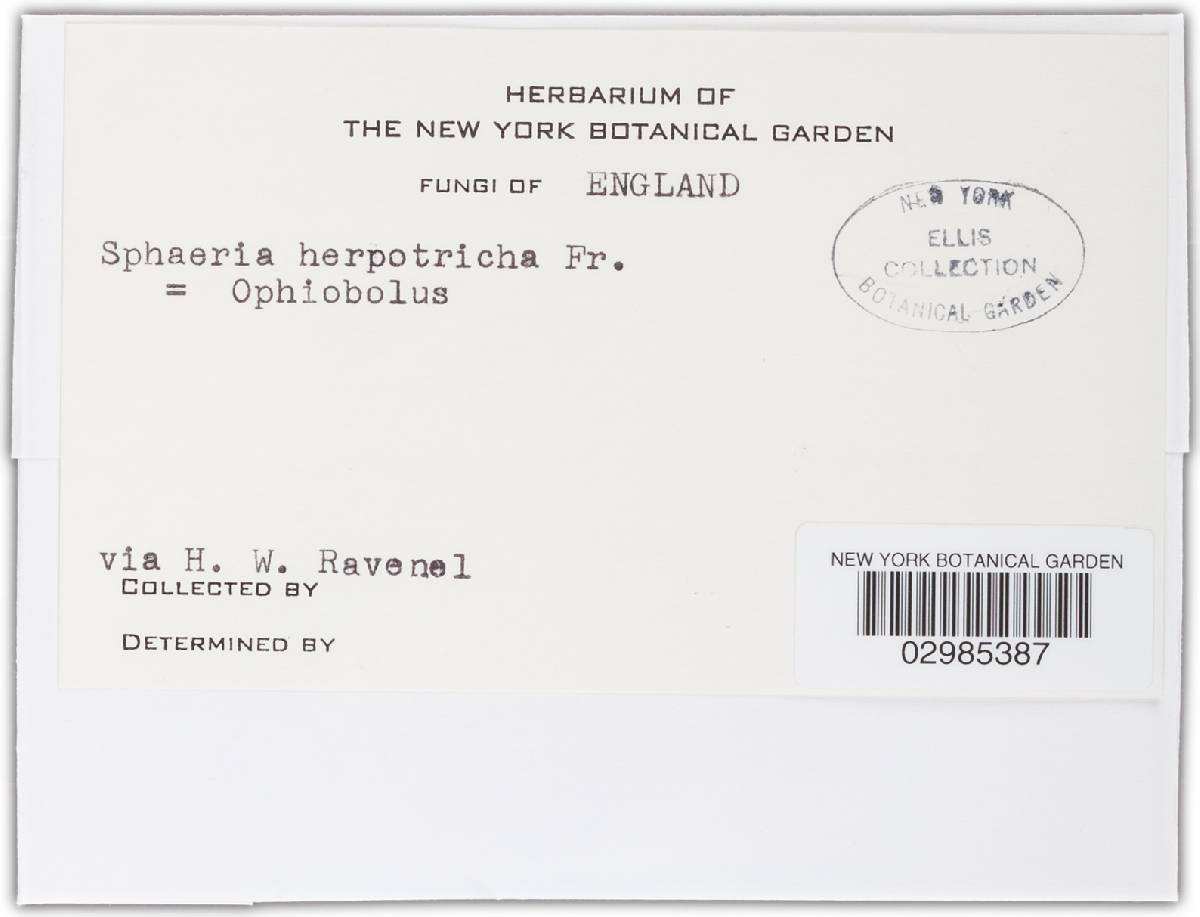 HERBARIUM OF
THE NEW YORK BOTANICAL GARDEN
FUNGI OF ENGLAND
Sphaeria herpotricha Fr.
= Ophiobolus
NEW YORK
ELLIS
COLLECTION
BOTANICAL GARDEN
via H. W. Ravenel
COLLECTED BY
DETERMINED BY
NEW YORK BOTANICAL GARDEN
02985387